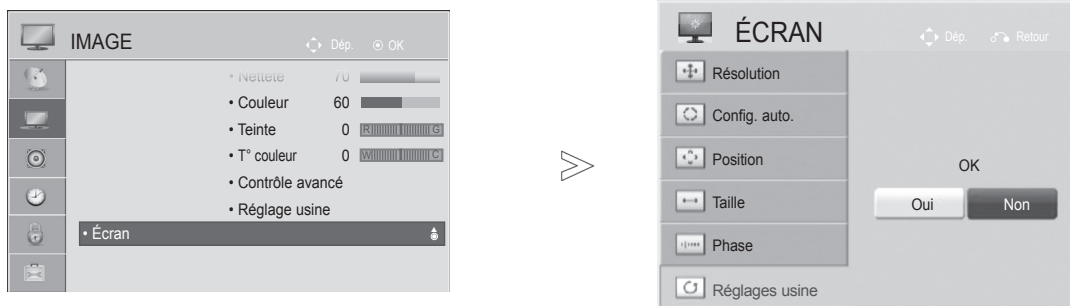 IMAGE
Dép. OK
• Netteté 70
• Couleur 60
• Teinte 0 R G
• T° couleur 0 W C
• Contrôle avancé
• Réglage usine
• Écran
ÉCRAN
Dép. Retour
Résolution
Config. auto.
Position
Taille
Phase
Réglages usine
OK
Oui Non